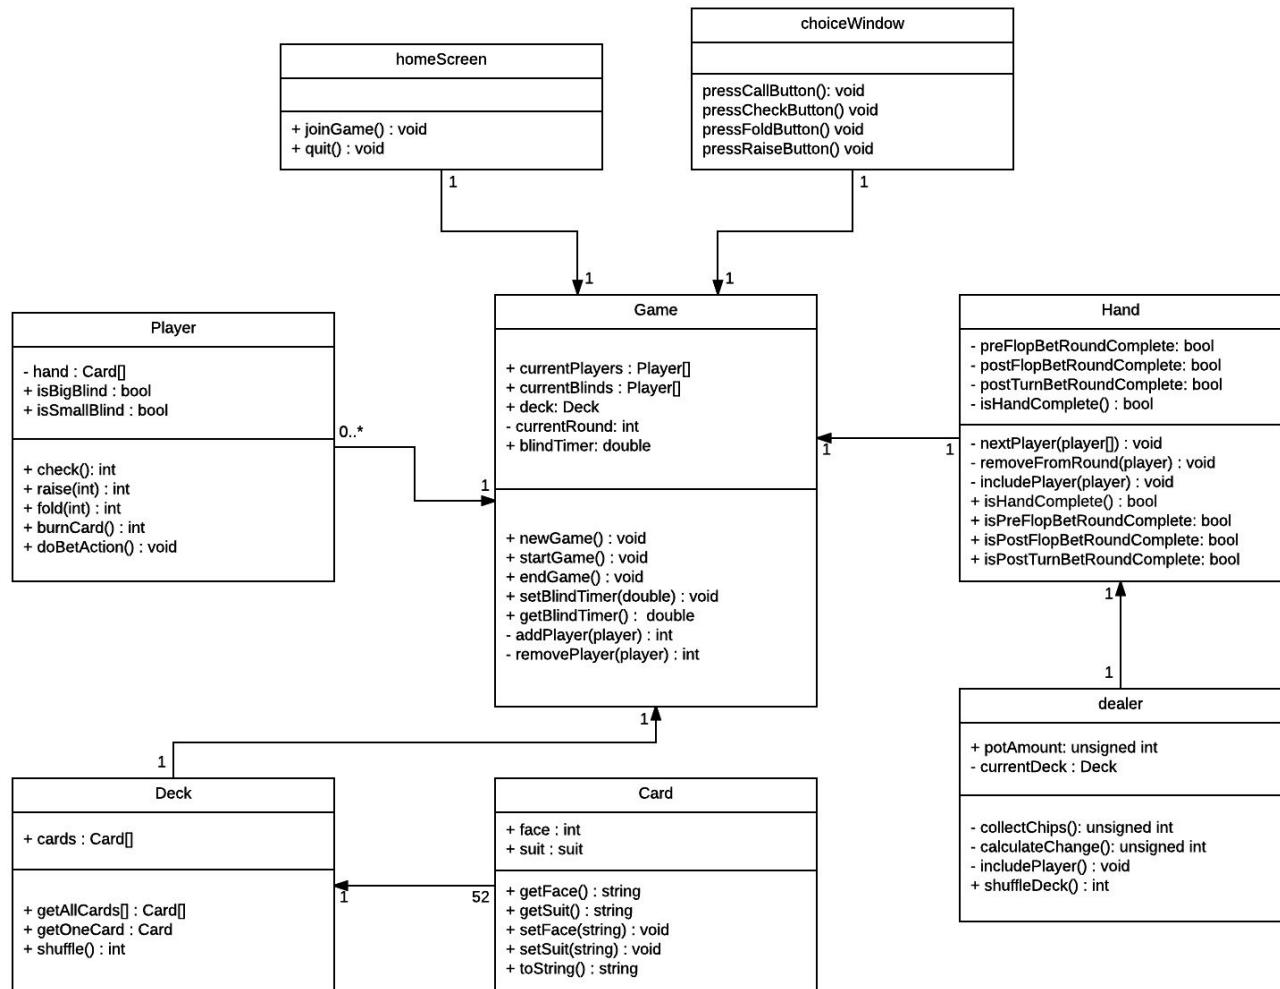 homeScreen
+ joinGame() : void
+ quit() : void
1
1
choiceWindow
pressCallButton(): void
pressCheckButton() void
pressFoldButton() void
pressRaiseButton() void
1
1
Player
- hand : Card[]
+ isBigBlind : bool
+ isSmallBlind : bool
+ check(): int
+ raise(int) : int
+ fold(int) : int
+ burnCard() : int
+ doBetAction() : void
0..*
1
Game
+ currentPlayers : Player[]
+ currentBlinds : Player[]
+ deck: Deck
- currentRound: int
+ blindTimer: double
+ newGame() : void
+ startGame() : void
+ endGame() : void
+ setBlindTimer(double) : void
+ getBlindTimer() :  double
- addPlayer(player) : int
- removePlayer(player) : int
1
1
Hand
- preFlopBetRoundComplete: bool
- postFlopBetRoundComplete: bool
- postTurnBetRoundComplete: bool
- isHandComplete() : bool
- nextPlayer(player[]) : void
- removeFromRound(player) : void
- includePlayer(player) : void
+ isHandComplete() : bool
+ isPreFlopBetRoundComplete: bool
+ isPostFlopBetRoundComplete: bool
+ isPostTurnBetRoundComplete: bool
1
1
dealer
+ potAmount: unsigned int
- currentDeck : Deck
- collectChips(): unsigned int
- calculateChange(): unsigned int
- includePlayer() : void
+ shuffleDeck() : int
1
1
Deck
+ cards : Card[]
+ getAllCards[] : Card[]
+ getOneCard : Card
+ shuffle() : int
1
52
Card
+ face : int
+ suit : suit
+ getFace() : string
+ getSuit() : string
+ setFace(string) : void
+ setSuit(string) : void
+ toString() : string